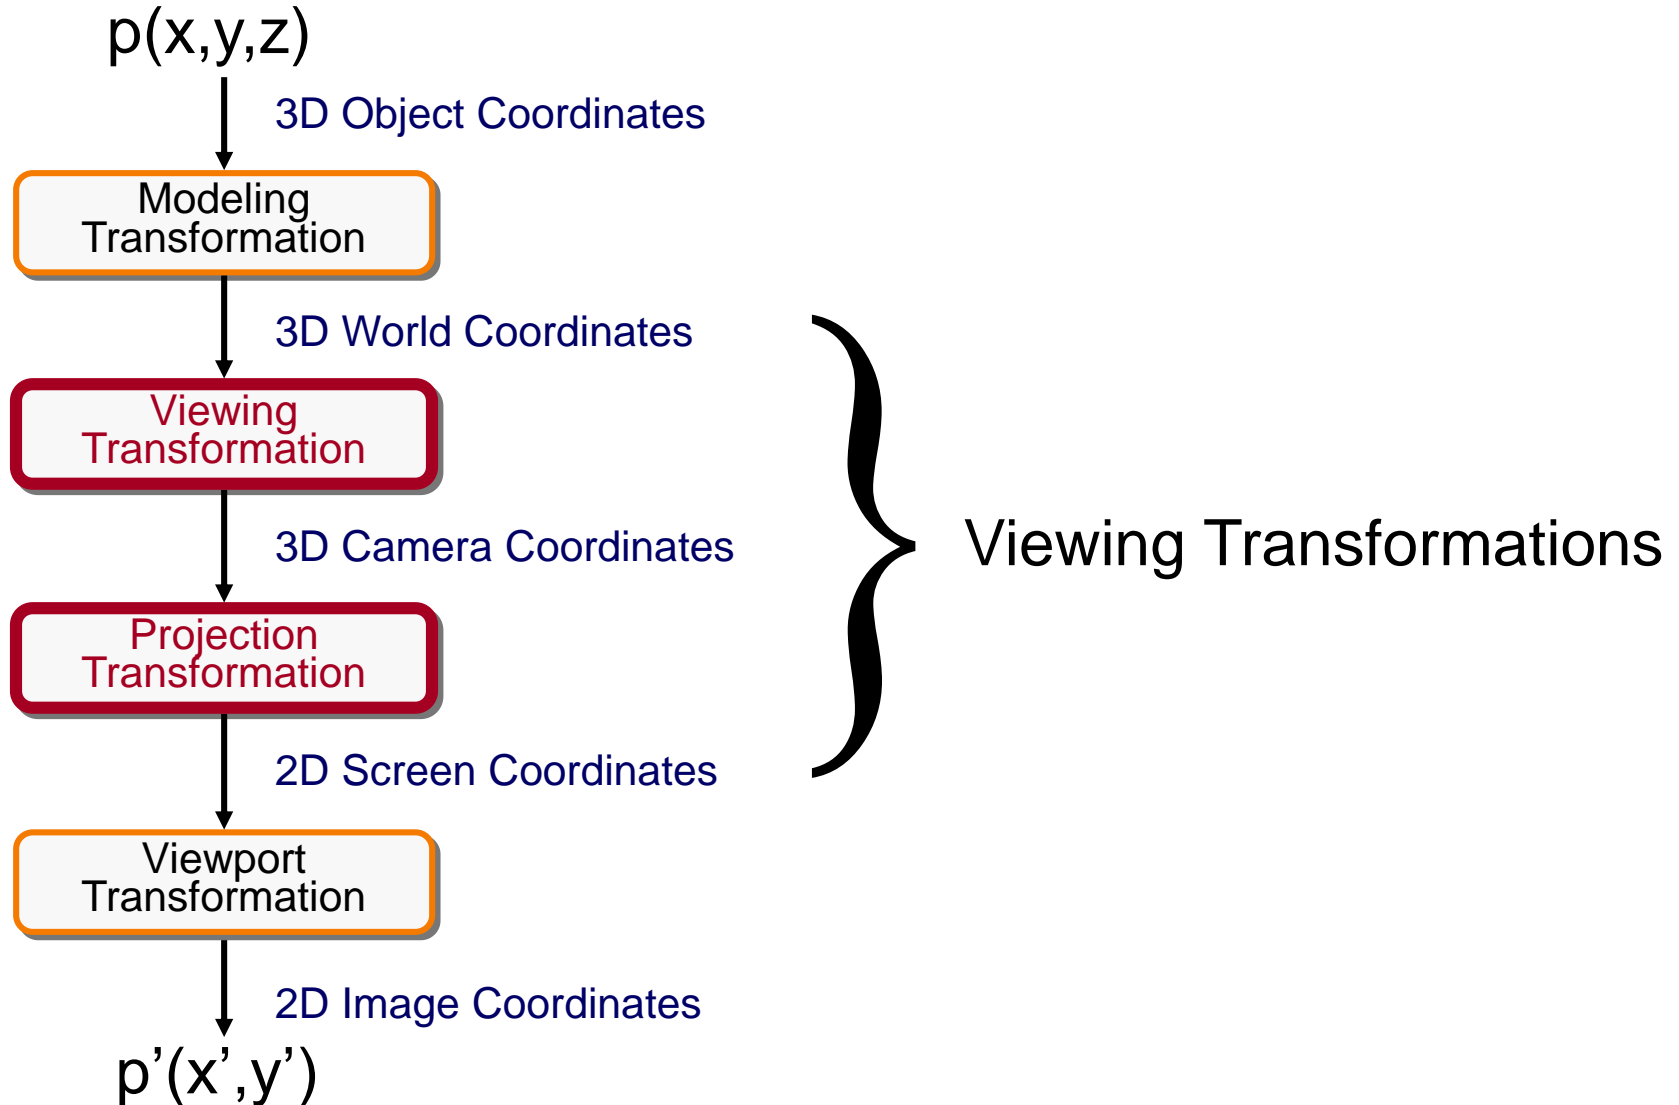 p(x,y,z)
3D Object Coordinates
Modeling
Transformation
3D World Coordinates
Viewing
Transformation
3D Camera Coordinates
Viewing Transformations
Projection
Transformation
2D Screen Coordinates
Viewport
Transformation
2D Image Coordinates
p’(x’,y’)